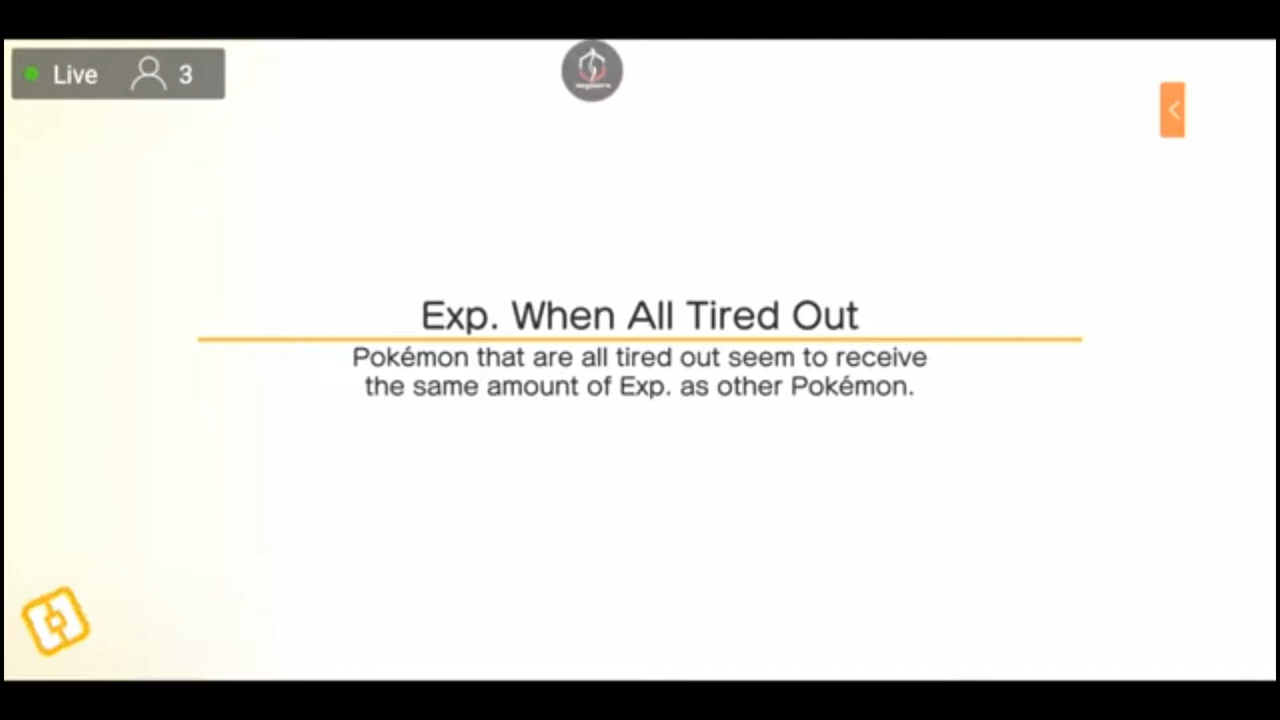 Live 3
Exp. When All Tired Out
Pokémon that are all tired out seem to receive
the same amount of Exp. as other Pokémon.